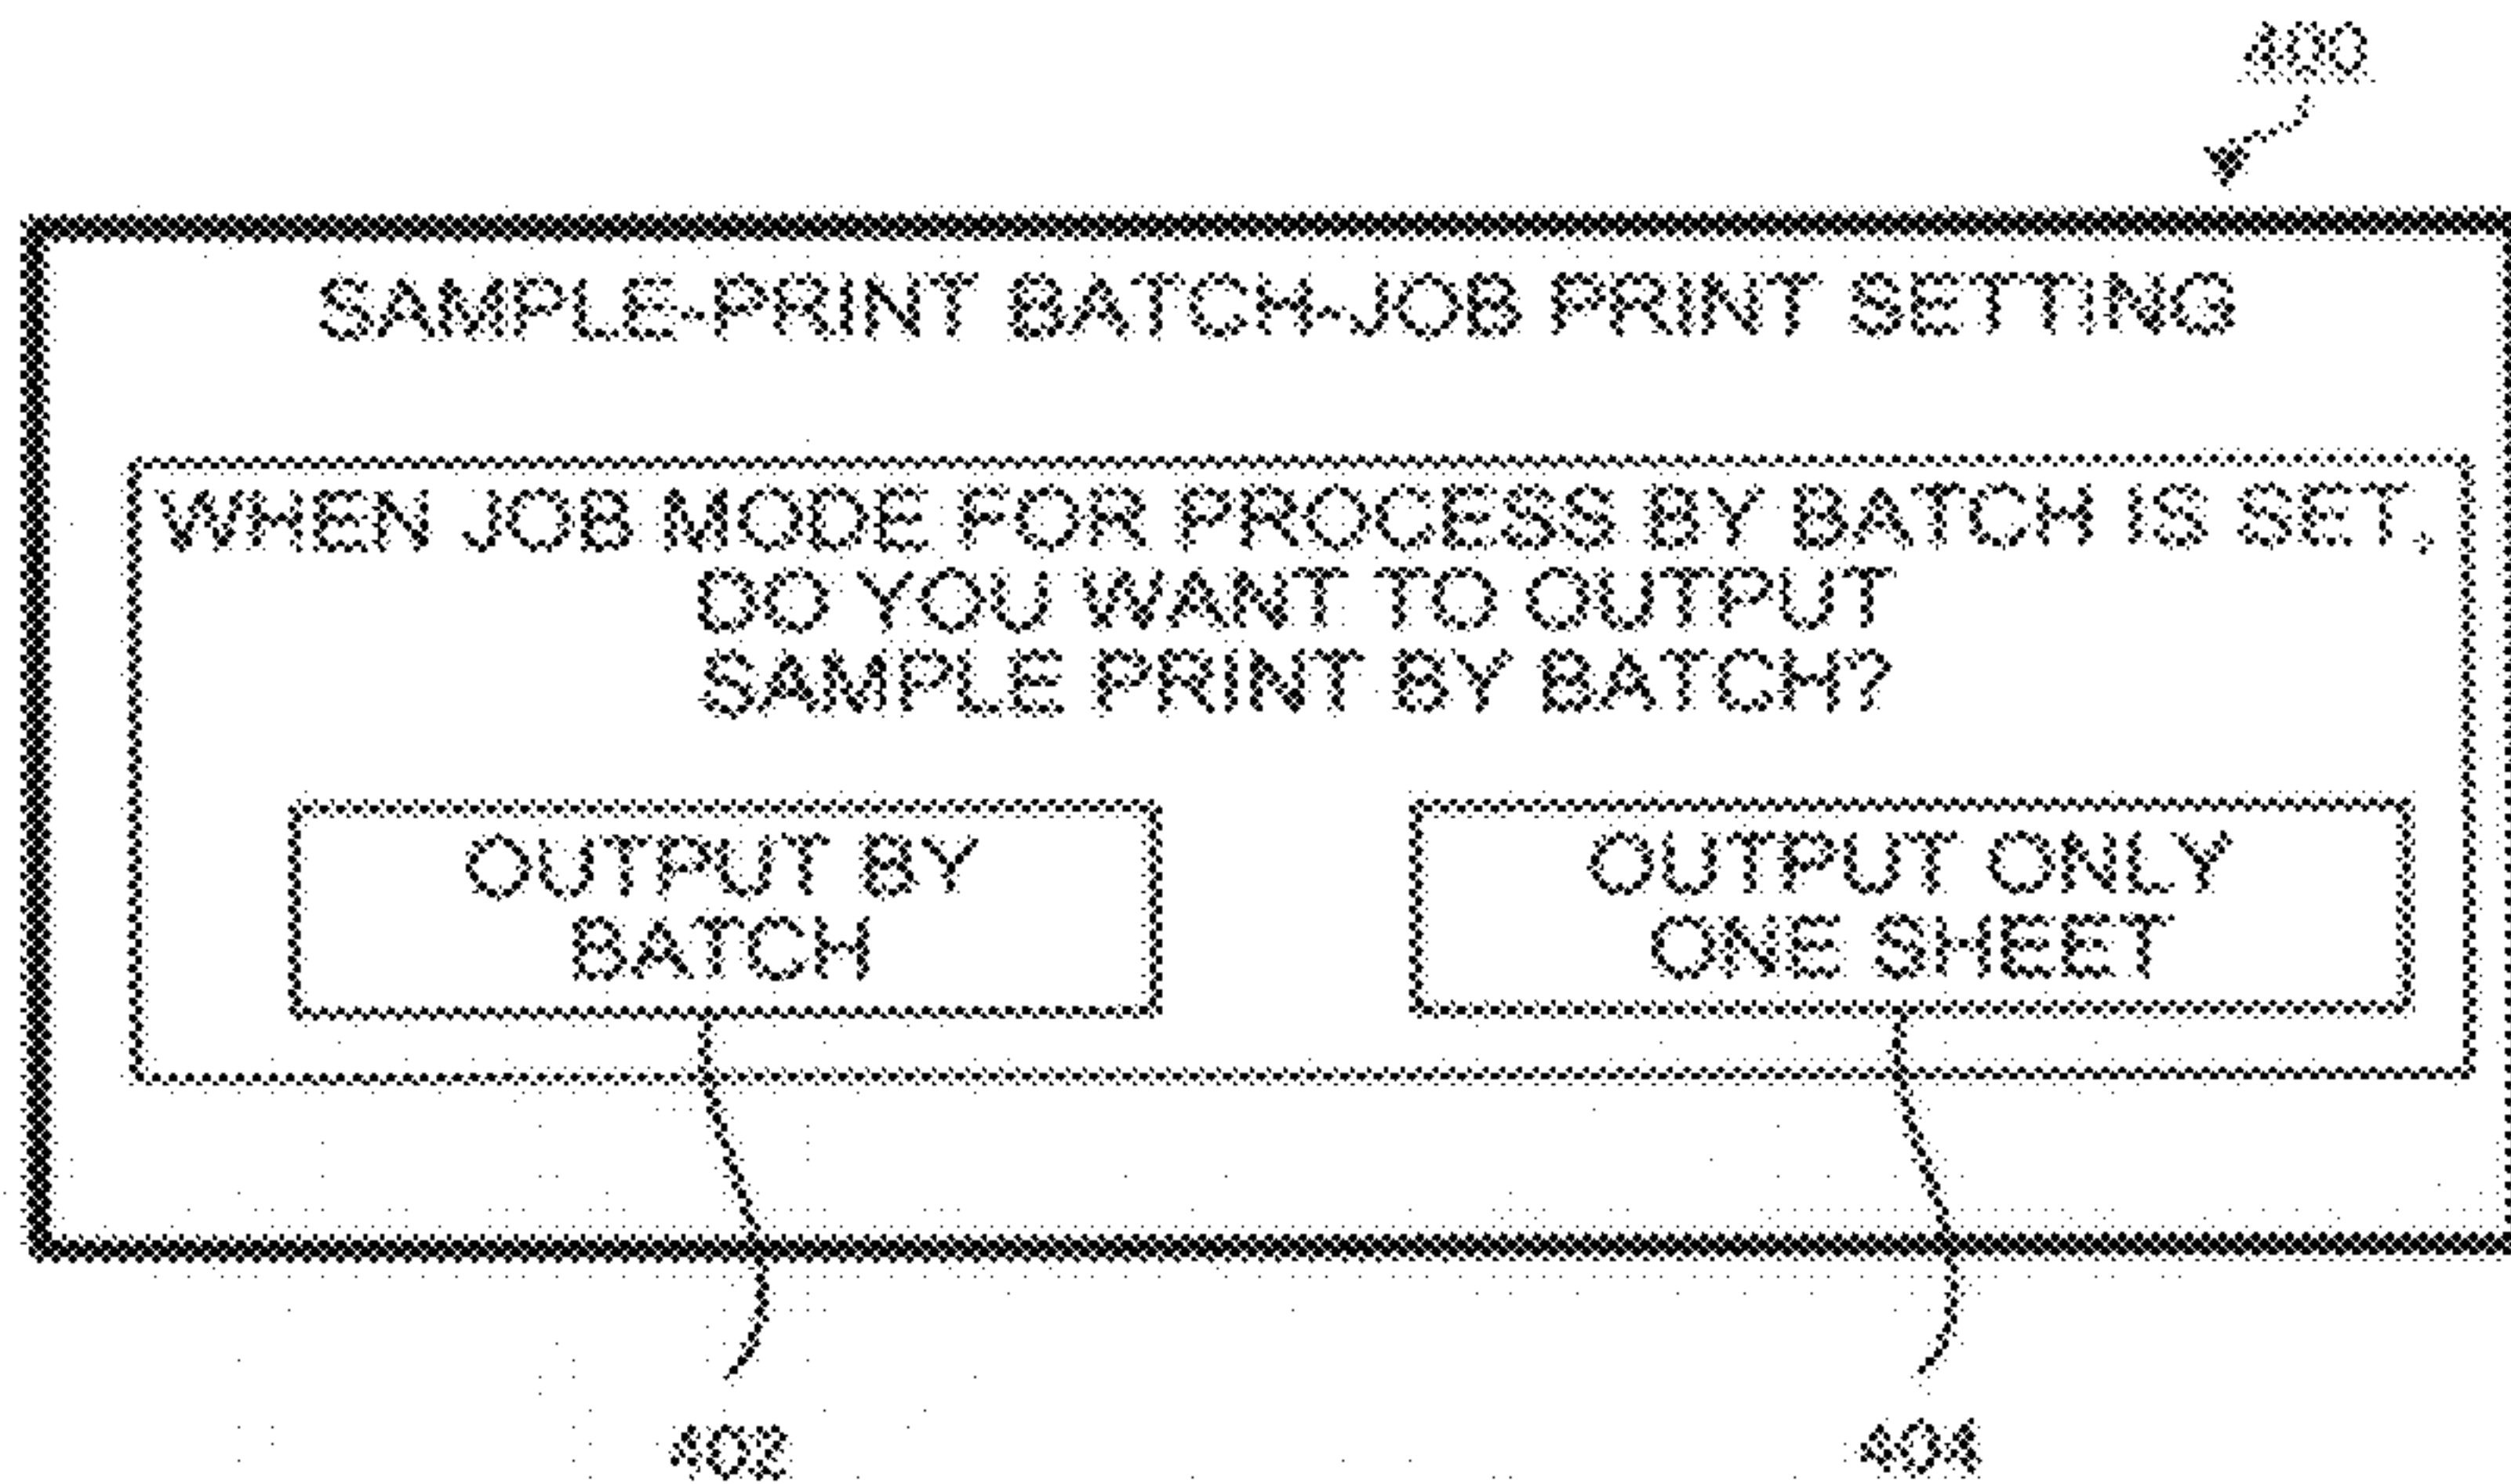 400
SAMPLE-PRINT BATCH-JOB PRINT SETTING
WHEN JOB MODE FOR PROCESS BY BATCH IS SET,
DO YOU WANT TO OUTPUT
SAMPLE PRINT BY BATCH?
OUTPUT BY
BATCH
OUTPUT ONLY
ONE SHEET
402
404